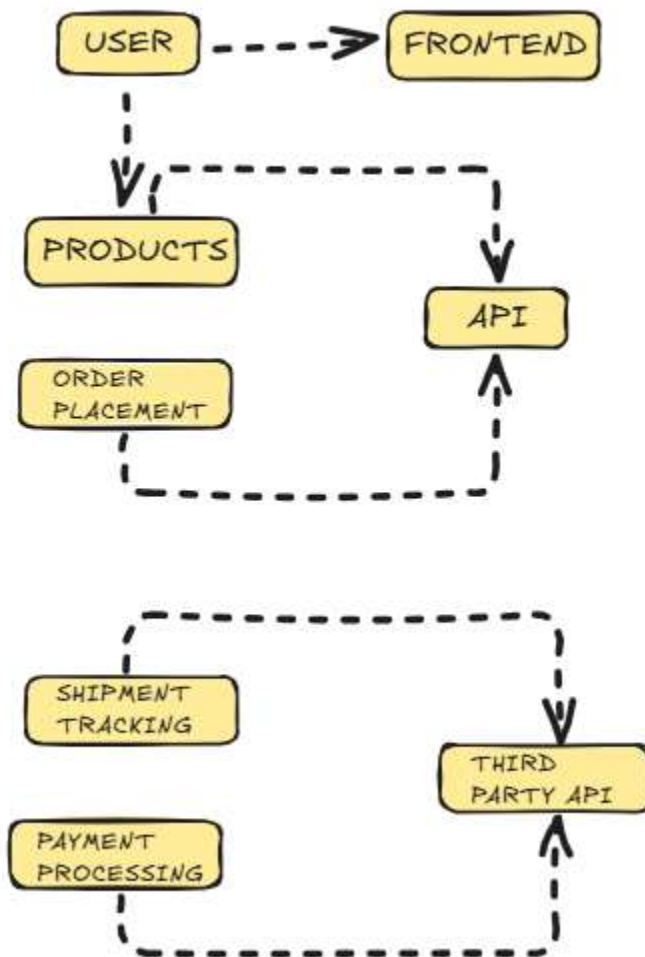 USER
FRONTEND
PRODUCTS
API
ORDER
PLACEMENT
SHIPMENT
TRACKING
THIRD
PARTY API
PAYMENT
PROCESSING